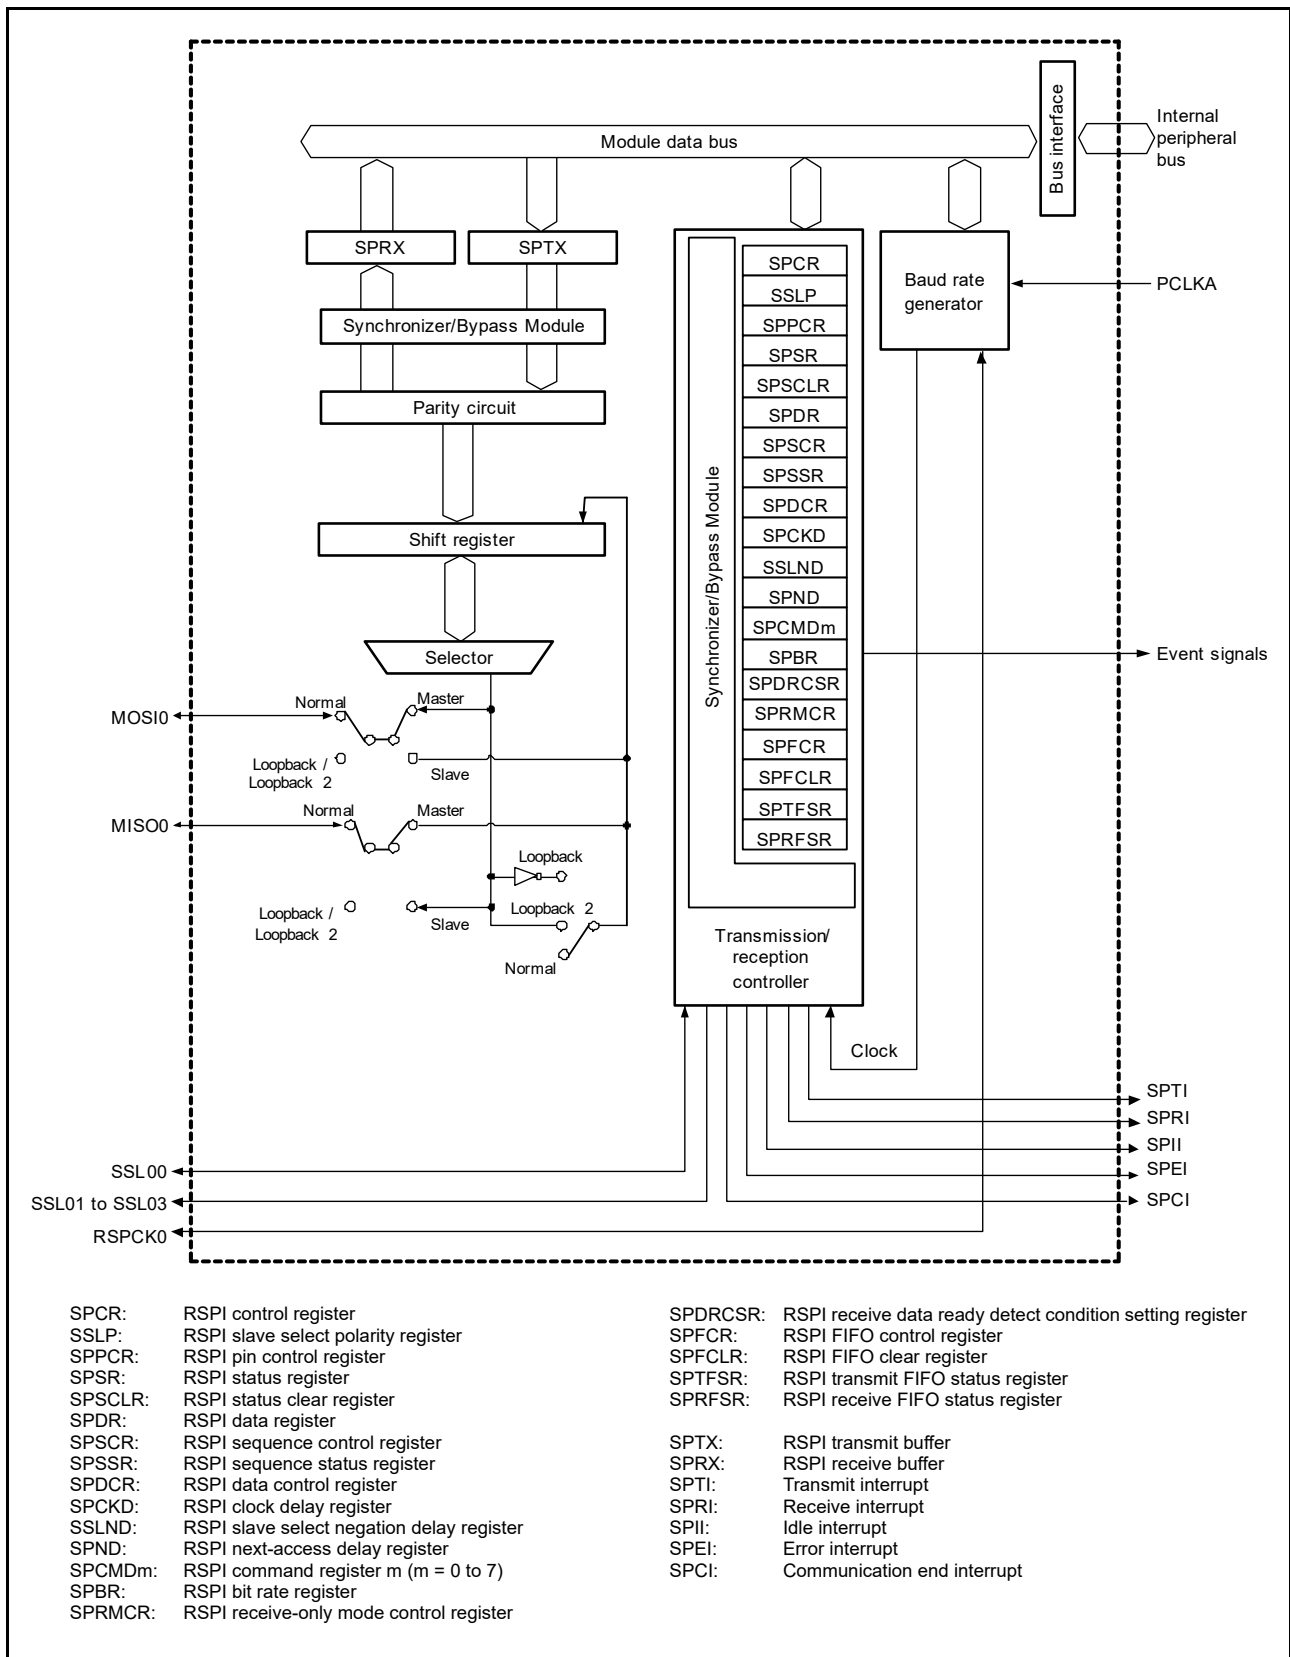 Module data bus
Bus interface
Internal
peripheral
bus
SPRX
SPTX
Synchronizer/Bypass Module
Parity circuit
Shift register
Selector
Normal
Master
MOSI0
Loopback /
Loopback 2
Slave
Normal
Master
MISO0
Loopback
Loopback /
Loopback 2
Slave
Loopback 2
Normal
Synchronizer/Bypass Module
SPCR
SSLP
SPPCR
SPSR
SPSCLR
SPDR
SPSCR
SPSSR
SPDCR
SPCKD
SSLND
SPND
SPCMDm
SPBR
SPDRCSR
SPRMCR
SPFCR
SPFCLR
SPTFSR
SPRFSR
Transmission/
reception
controller
Baud rate
generator
PCLKA
Event signals
Clock
SPTI
SPRI
SPII
SPEI
SPCI
SSL00
SSL01 to SSL03
RSPCK0
SPCR: RSPI control register
SSLP: RSPI slave select polarity register
SPPCR: RSPI pin control register
SPSR: RSPI status register
SPSCLR: RSPI status clear register
SPDR: RSPI data register
SPSCR: RSPI sequence control register
SPSSR: RSPI sequence status register
SPDCR: RSPI data control register
SPCKD: RSPI clock delay register
SSLND: RSPI slave select negation delay register
SPND: RSPI next-access delay register
SPCMDm: RSPI command register m (m = 0 to 7)
SPBR: RSPI bit rate register
SPRMCR: RSPI receive-only mode control register
SPDRCSR: RSPI receive data ready detect condition setting register
SPFCR: RSPI FIFO control register
SPFCLR: RSPI FIFO clear register
SPTFSR: RSPI transmit FIFO status register
SPRFSR: RSPI receive FIFO status register
SPTX: RSPI transmit buffer
SPRX: RSPI receive buffer
SPTI: Transmit interrupt
SPRI: Receive interrupt
SPII: Idle interrupt
SPEI: Error interrupt
SPCI: Communication end interrupt